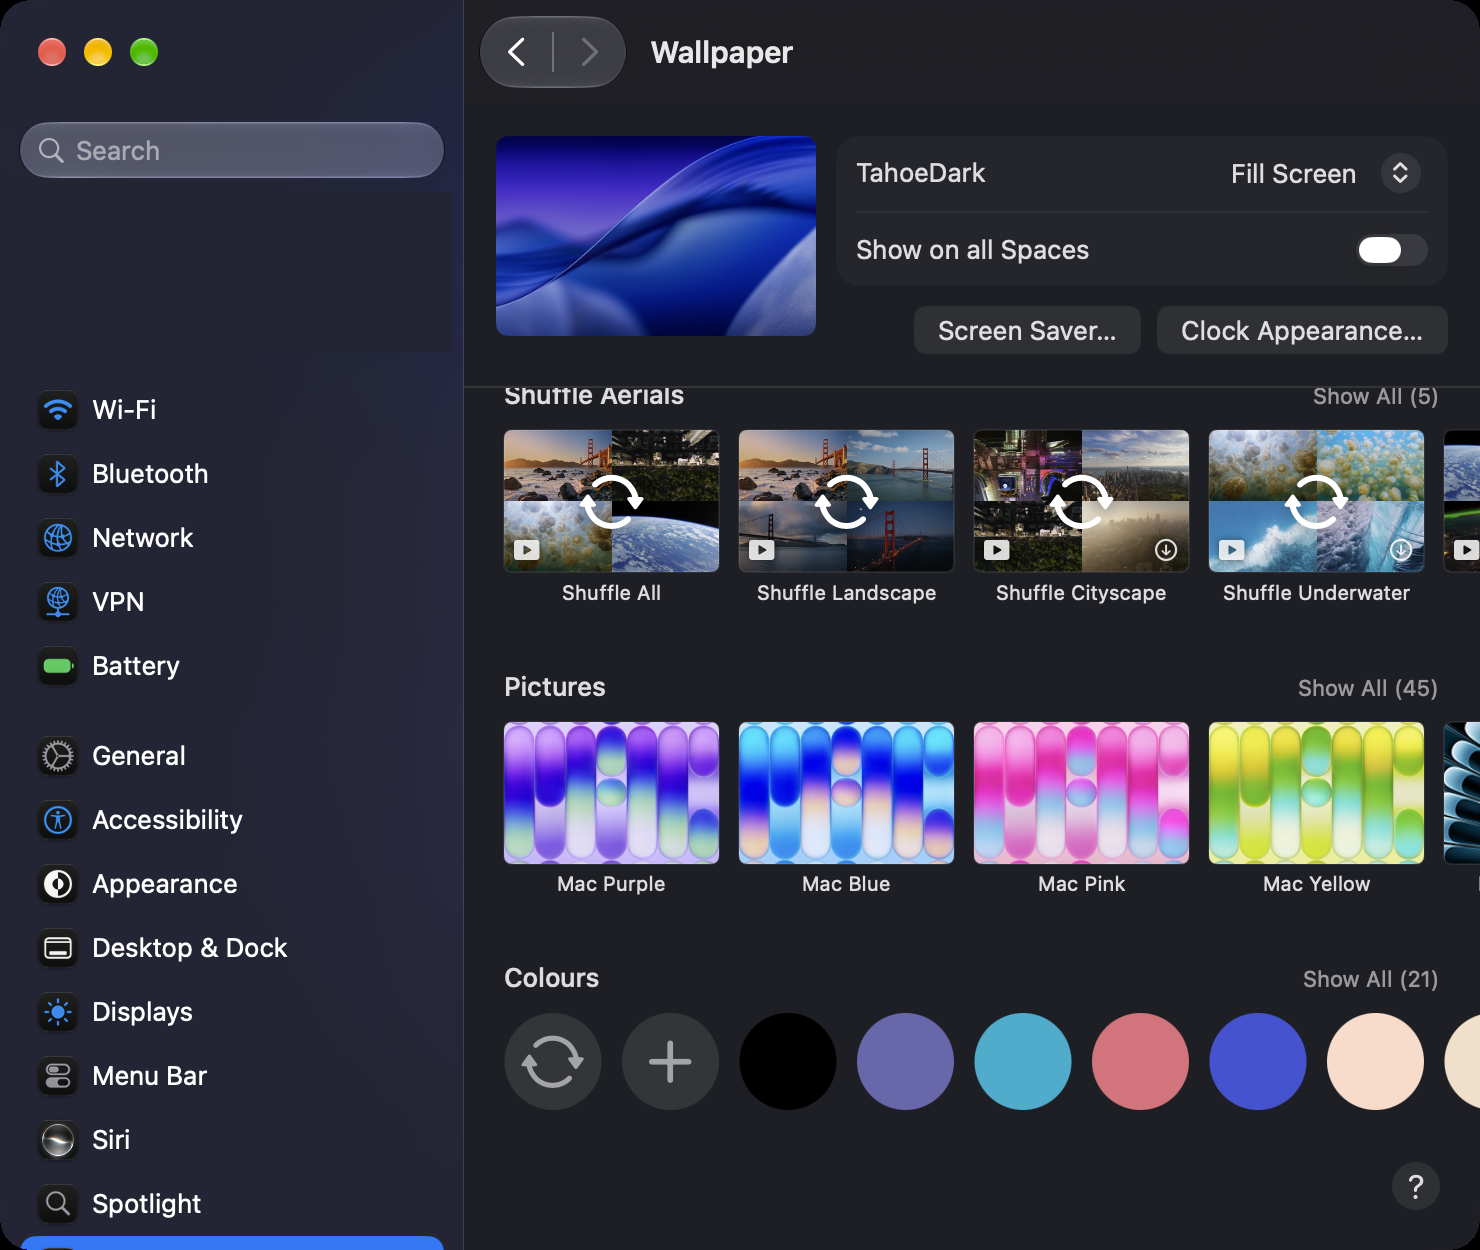 Wallpaper
Search
TahoeDark
Fill Screen
Show on all Spaces
Screen Saver...
Clock Appearance...
Wi-Fi
Bluetooth
Network
VPN
Battery
General
Accessibility
Appearance
Desktop & Dock
Displays
Menu Bar
Siri
Spotlight
Shuffle Aerials
Show All (5)
Shuffle All
Shuffle Landscape
Shuffle Cityscape
Shuffle Underwater
Pictures
Show All (45)
Mac Purple
Mac Blue
Mac Pink
Mac Yellow
Colours
Show All (21)
?